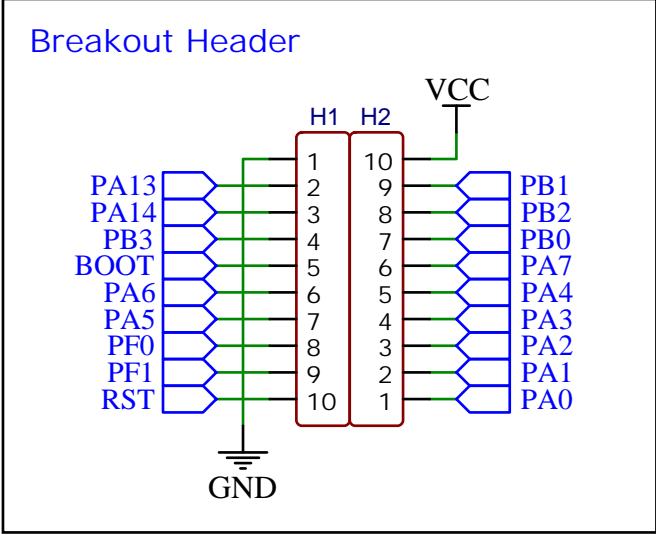 Breakout Header
VCC
H1 H2
1 10
PA13 2 9 PB1
PA14 3 8 PB2
PB3 4 7 PB0
BOOT 5 6 PA7
PA6 6 5 PA4
PA5 7 4 PA3
PF0 8 3 PA2
PF1 9 2 PA1
RST 10 1 PA0
GND